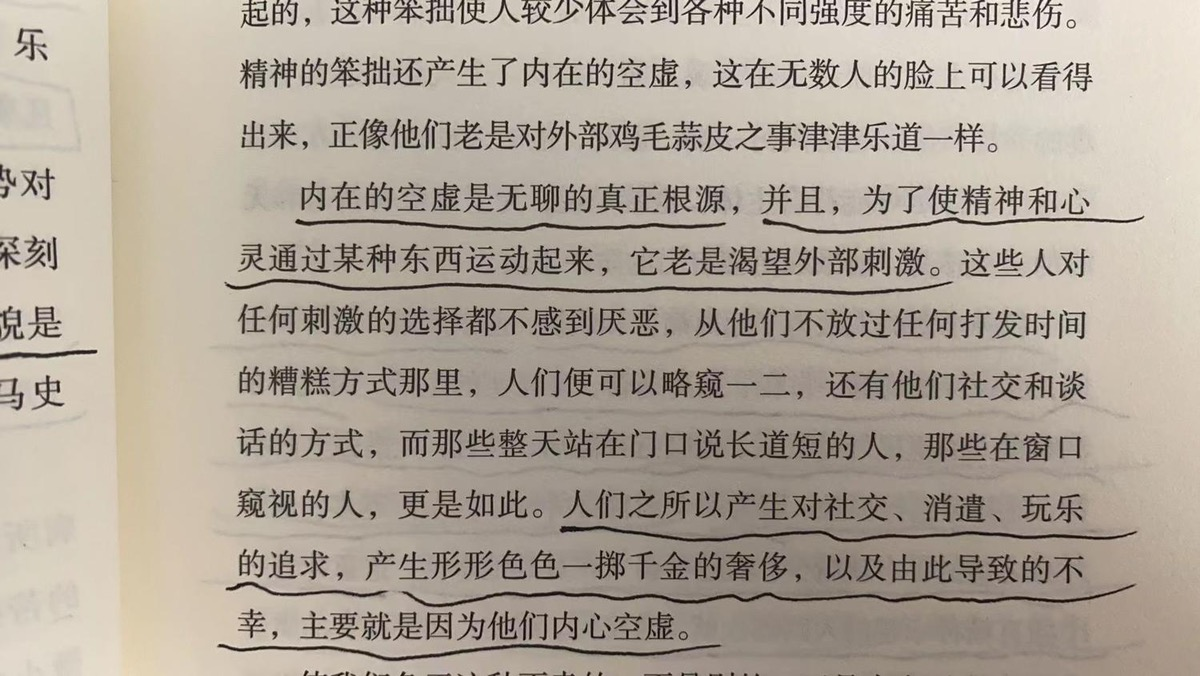 乐
势对
深刻
貌是
马史
起的，这种笨拙使人较少体会到各种不同强度的痛苦和悲伤。
精神的笨拙还产生了内在的空虚，这在无数人的脸上可以看得
出来，正像他们老是对外部鸡毛蒜皮之事津津乐道一样。
内在的空虚是无聊的真正根源，并且，为了使精神和心
灵通过某种东西运动起来，它老是渴望外部刺激。这些人对
任何刺激的选择都不感到厌恶，从他们不放过任何打发时间
的糟糕方式那里，人们便可以略窥一二，还有他们社交和谈
话的方式，而那些整天站在门口说长道短的人，那些在窗口
窥视的人，更是如此。人们之所以产生对社交、消遣、玩乐
的追求，产生形形色色一掷千金的奢侈，以及由此导致的不
幸，主要就是因为他们内心空虚。